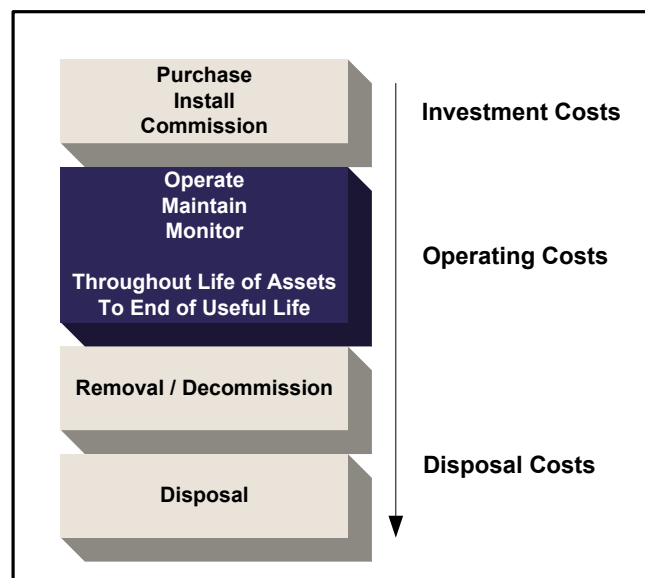 Purchase
Install
Commission
Investment Costs
Operate
Maintain
Monitor
Throughout Life of Assets
To End of Useful Life
Operating Costs
Removal / Decommission
Disposal Costs
Disposal